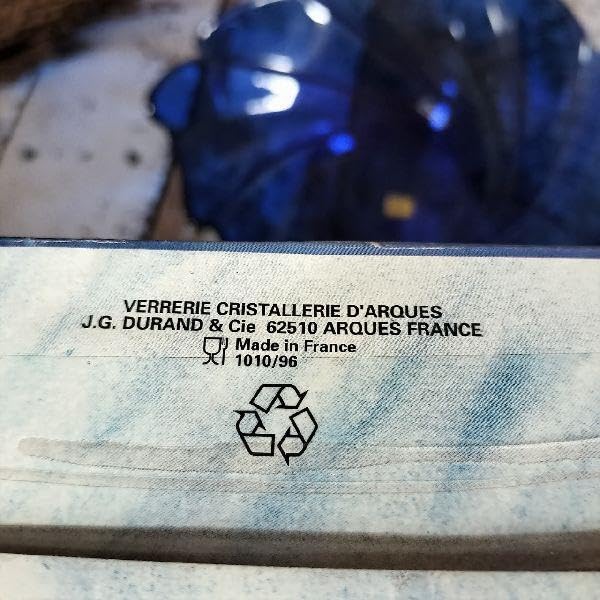 VERRERIE CRISTALLERIE D'ARQUES
J.G. DURAND & Cie 62510 ARQUES FRANCE
Made in France
1010/96